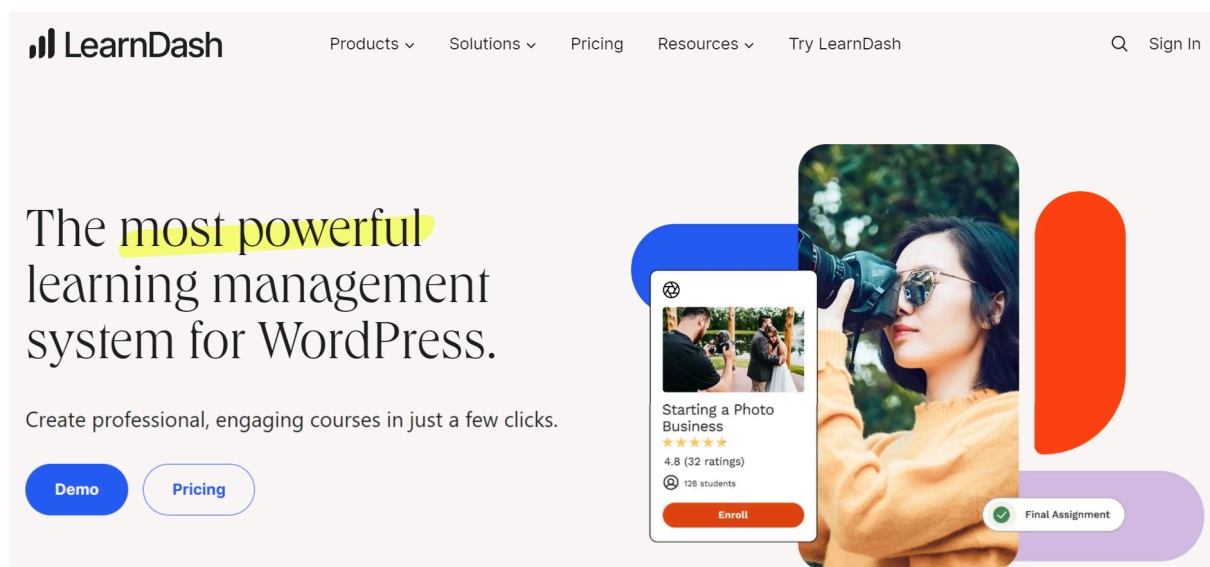 LearnDash
Products
Solutions
Pricing
Resources
Try LearnDash
Sign In
The most powerful
learning management
system for WordPress.
Create professional, engaging courses in just a few clicks.
Demo
Pricing
Starting a Photo
Business
4.8 (32 ratings)
128 students
Enroll
Final Assignment